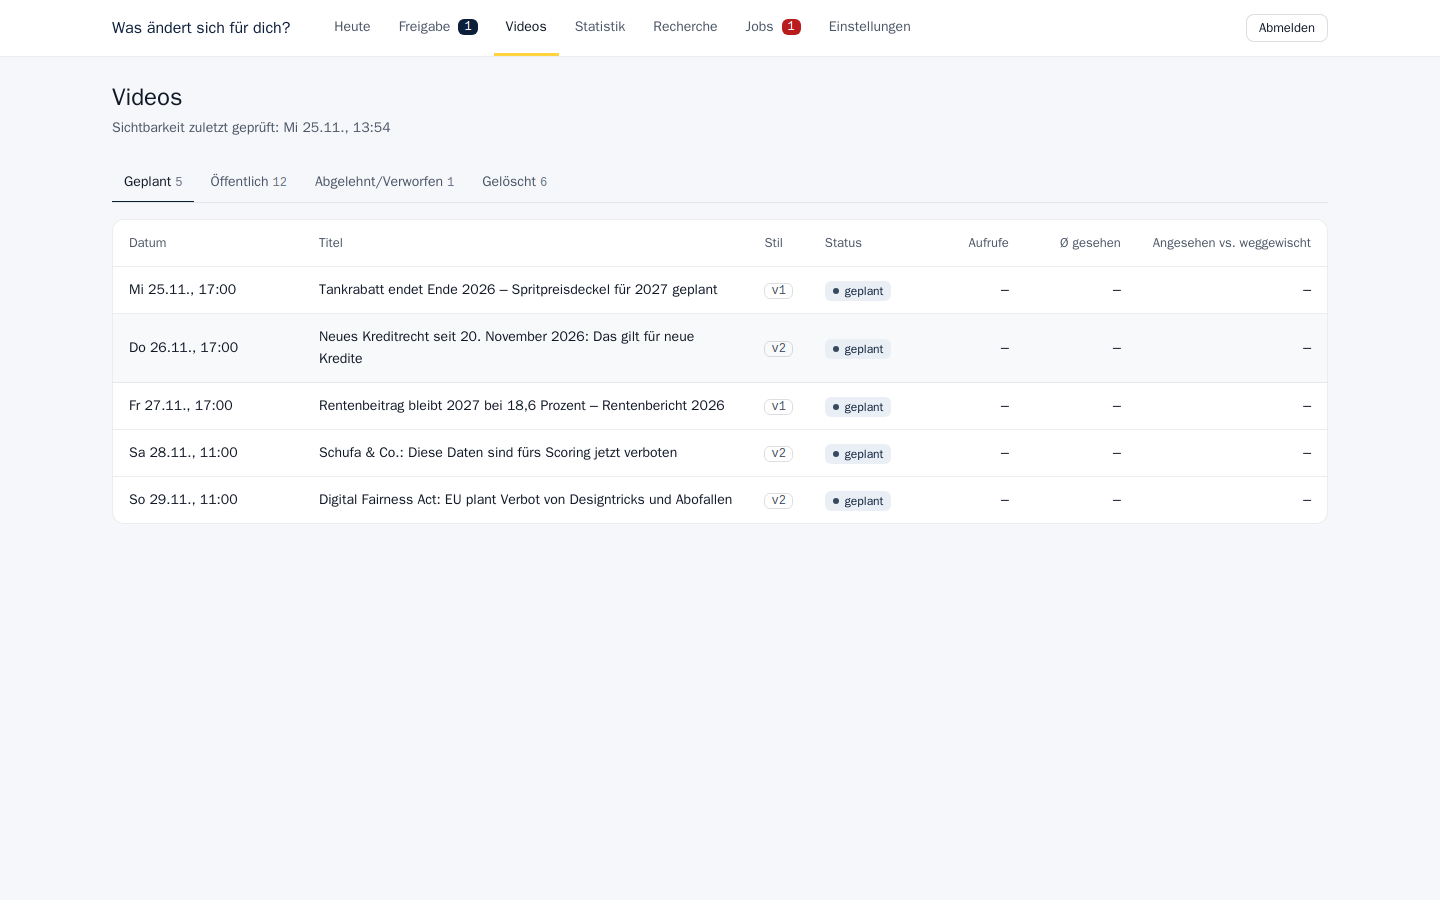 Was ändert sich für dich? Heute Freigabe 1 Videos Statistik Recherche Jobs 1 Einstellungen Abmelden
Videos
Sichtbarkeit zuletzt geprüft: Mi 25.11., 13:54
Geplant 5 Öffentlich 12 Abgelehnt/Verworfen 1 Gelöscht 6
Datum Titel Stil Status Aufrufe Ø gesehen Angesehen vs. weggewischt
Mi 25.11., 17:00 Tankrabatt endet Ende 2026 – Spritpreisdeckel für 2027 geplant v1 geplant – – –
Do 26.11., 17:00 Neues Kreditrecht seit 20. November 2026: Das gilt für neue
Kredite v2 geplant – – –
Fr 27.11., 17:00 Rentenbeitrag bleibt 2027 bei 18,6 Prozent – Rentenbericht 2026 v1 geplant – – –
Sa 28.11., 11:00 Schufa & Co.: Diese Daten sind fürs Scoring jetzt verboten v2 geplant – – –
So 29.11., 11:00 Digital Fairness Act: EU plant Verbot von Designtricks und Abofallen v2 geplant – – –